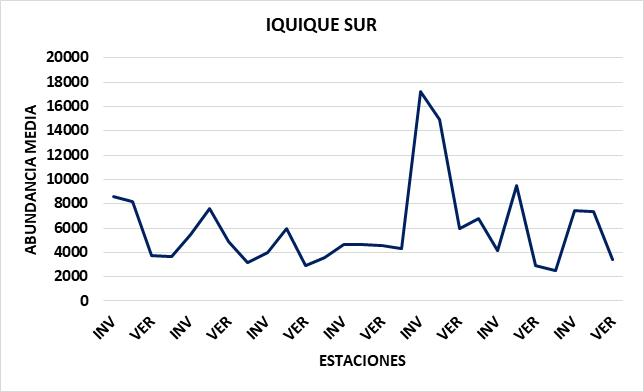 IQUIQUE SUR
20000
18000
16000
14000
12000
10000
8000
6000
4000
2000
0
ABUNDANCIA MEDIA
INV VER INV VER INV VER INV VER INV VER INV VER INV VER
ESTACIONES